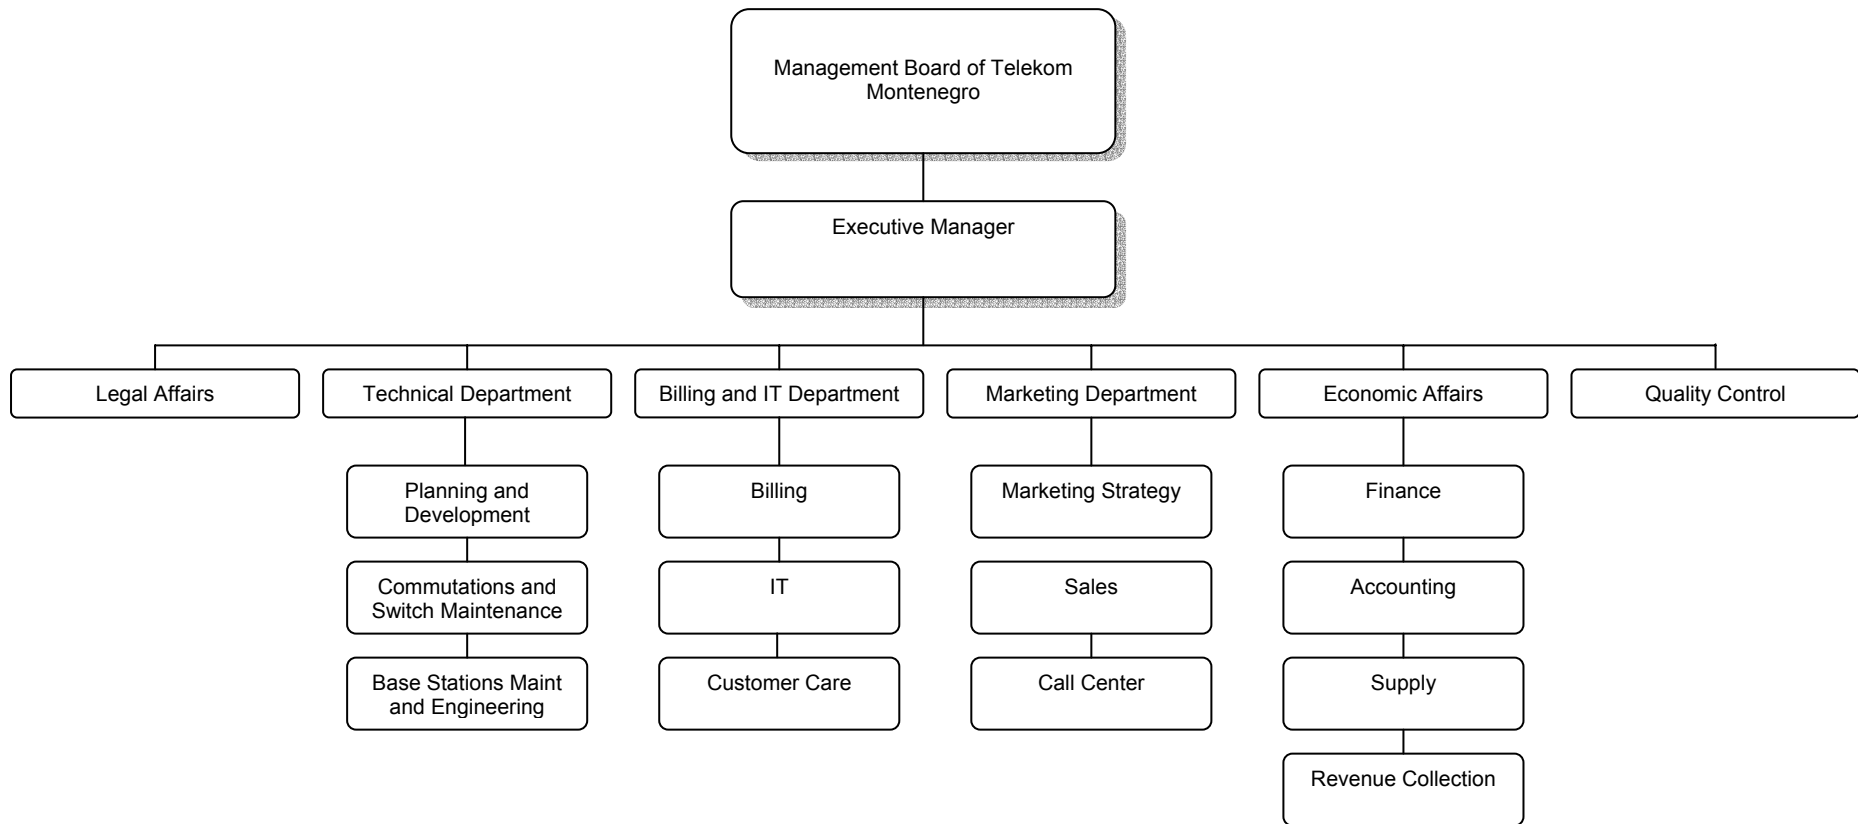 Management Board of Telekom
Montenegro
Executive Manager
Legal Affairs
Technical Department
Billing and IT Department
Marketing Department
Economic Affairs
Quality Control
Planning and
Development
Billing
Marketing Strategy
Finance
Commutations and
Switch Maintenance
IT
Sales
Accounting
Base Stations Maint
and Engineering
Customer Care
Call Center
Supply
Revenue Collection